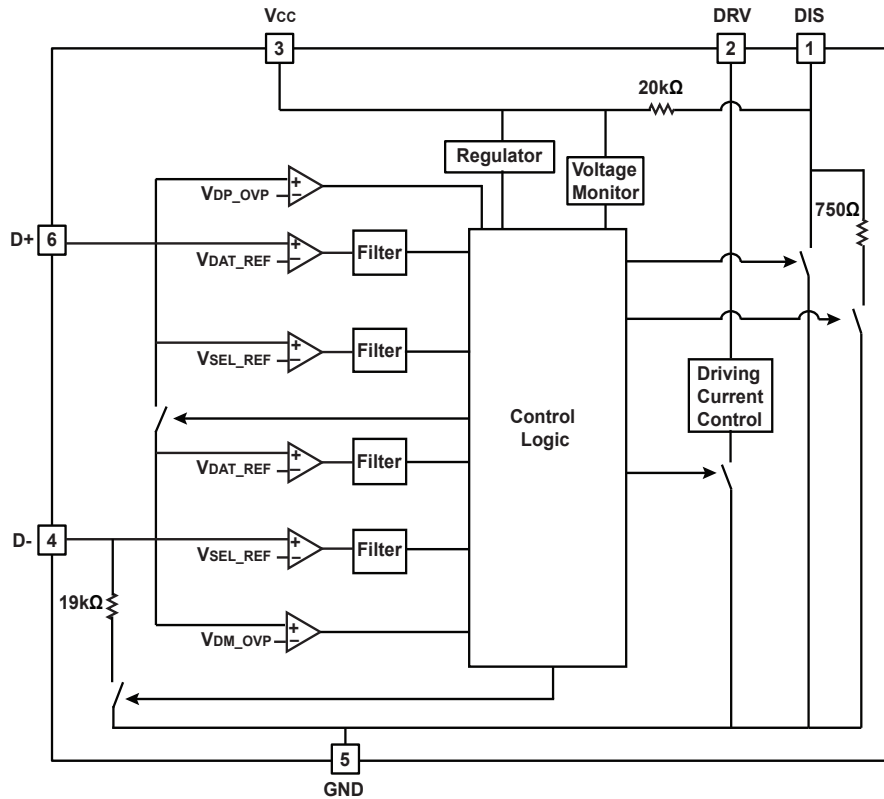 VCC
DRV
DIS
3
2
1
20kΩ
Regulator
Voltage
Monitor
750Ω
VDP_OVP
D+
6
VDAT_REF
Filter
VSEL_REF
Filter
Driving
Current
Control
Control
Logic
VDAT_REF
Filter
D-
4
VSEL_REF
Filter
19kΩ
VDM_OVP
5
GND
+
−
+
−
+
−
+
−
+
−
+
−